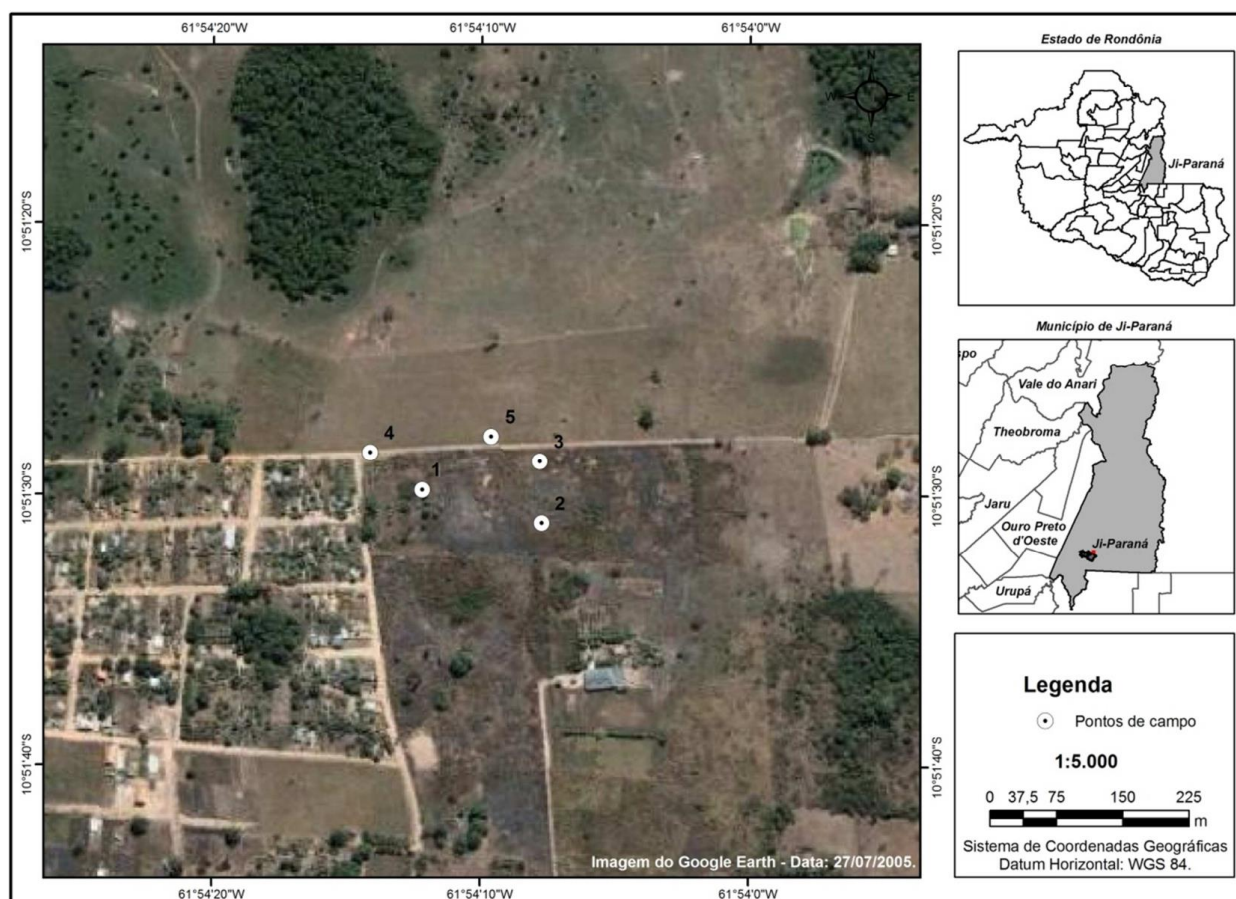 61°54'20"W
61°54'10"W
61°54'0"W
10°51'20"S
10°51'30"S
10°51'40"S
N
E
5
4
3
1
2
Imagem do Google Earth - Data: 27/07/2005.
10°51'20"S
10°51'30"S
10°51'40"S
61°54'20"W
61°54'10"W
61°54'0"W
Estado de Rondônia
Ji-Paraná
Município de Ji-Paraná
spo
Vale do Anari
Theobroma
Jaru
Ouro Preto
d'Oeste
Ji-Paraná
Urupá
Legenda
Pontos de campo
1:5.000
0 37,5 75 150 225
m
Sistema de Coordenadas Geográficas
Datum Horizontal: WGS 84.